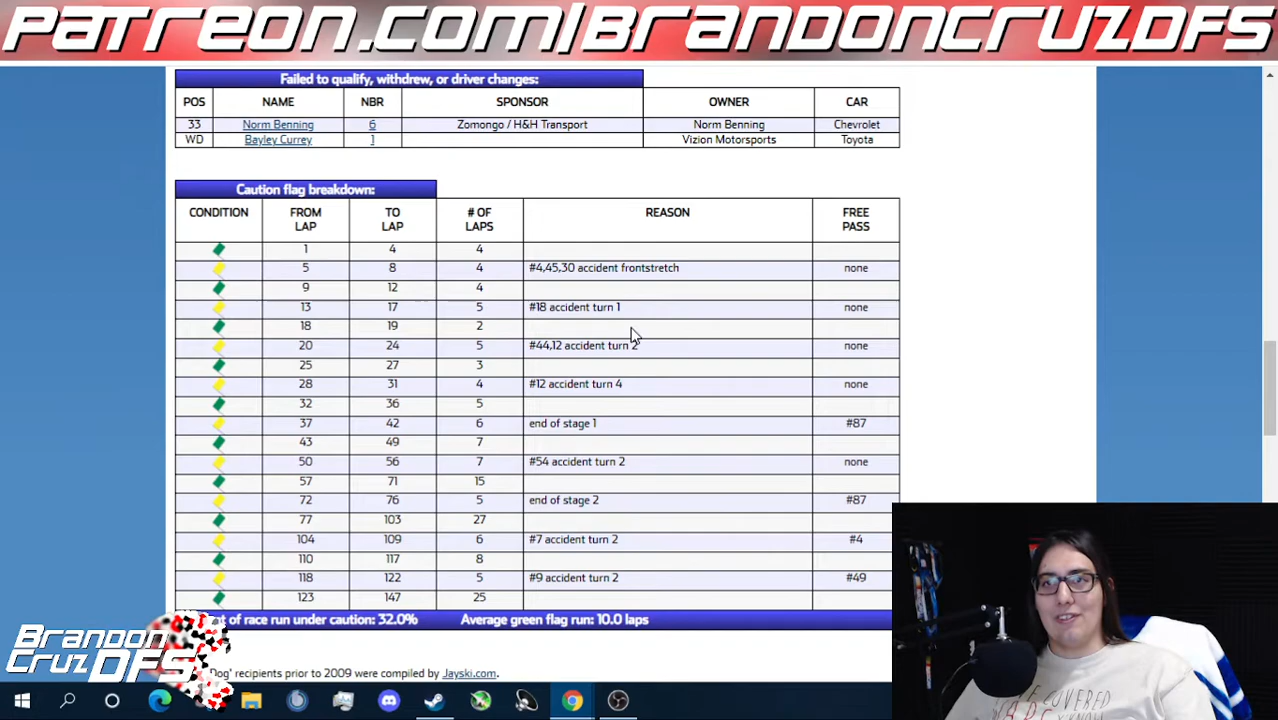 Patreon.com/BrandonCruzDFS
Failed to qualify, withdrew, or driver changes:
POS NAME NBR SPONSOR OWNER CAR
33 Norm Benning 6 Zomongo / H&H Transport Norm Benning Chevrolet
WD Bayley Currey 1 Vizion Motorsports Toyota
Caution flag breakdown:
CONDITION FROM LAP TO LAP # OF LAPS REASON FREE PASS
1 4 4
5 8 4 #4,45,30 accident frontstretch none
9 12 4
13 17 5 #18 accident turn 1 none
18 19 2
20 24 5 #44,12 accident turn 2 none
25 27 3
28 31 4 #12 accident turn 4 none
32 36 5
37 42 6 end of stage 1 #87
43 49 7
50 56 7 #54 accident turn 2 none
57 71 15
72 76 5 end of stage 2 #87
77 103 27
104 109 6 #7 accident turn 2 #4
110 117 8
118 122 5 #9 accident turn 2 #49
123 147 25
of race run under caution: 32.0% Average green flag run: 10.0 laps
Dog' recipients prior to 2009 were compiled by Jayski.com.
Brandon
Cruz DFS